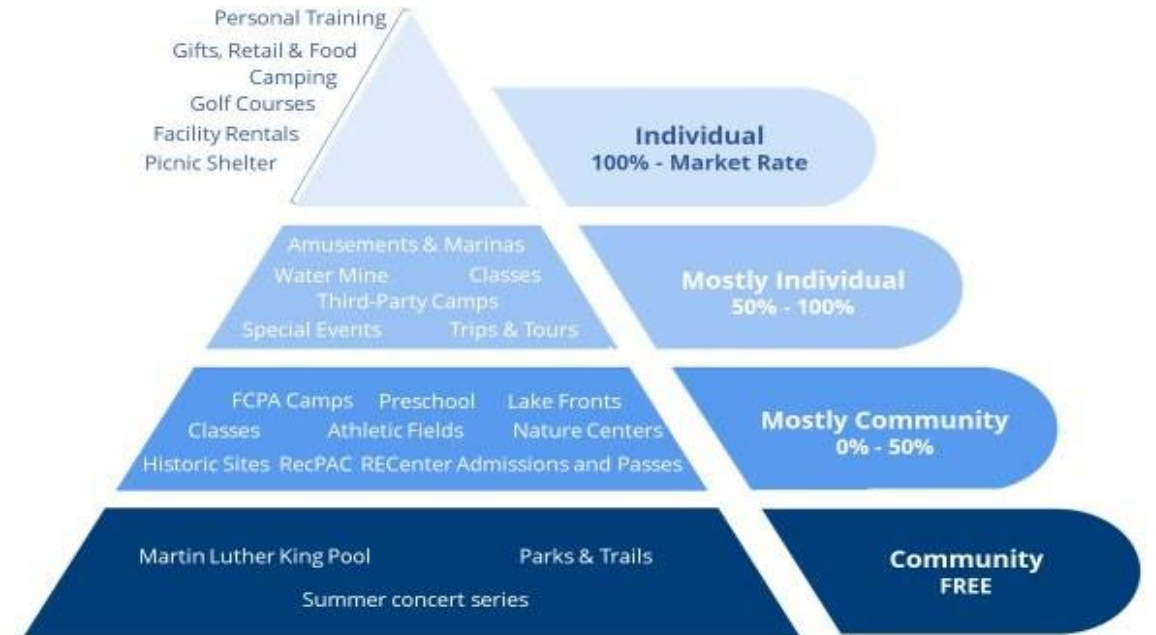 Personal Training
Gifts, Retail & Food
Camping
Golf Courses
Facility Rentals
Picnic Shelter
Individual
100% - Market Rate
Amusements & Marinas
Water Mine Classes
Third-Party Camps
Special Events Trips & Tours
Mostly Individual
50% - 100%
FCPA Camps Preschool Lake Fronts
Classes Athletic Fields Nature Centers
Historic Sites RecPAC RECenter Admissions and Passes
Mostly Community
0% - 50%
Martin Luther King Pool Parks & Trails
Summer concert series
Community
FREE